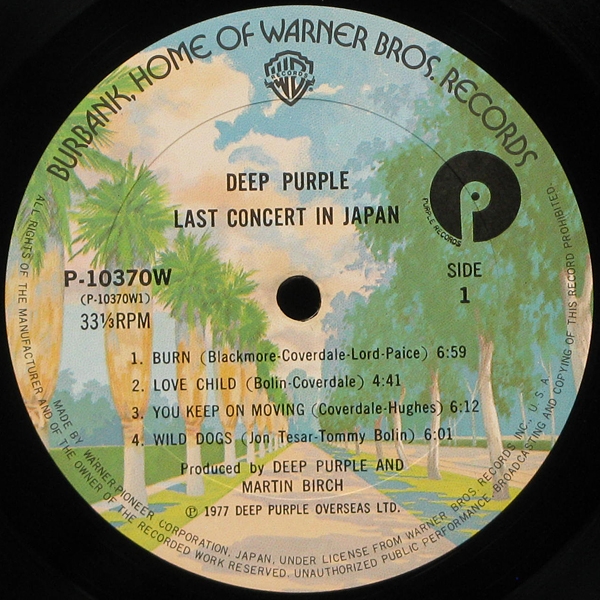 BURBANK, HOME OF WARNER BROS. RECORDS
RECORDS
DEEP PURPLE
LAST CONCERT IN JAPAN
PURPLE RECORDS
P-10370W
(P-10370W1)
33⅓RPM
SIDE
1
1. BURN (Blackmore-Coverdale-Lord-Paice) 6:59
2. LOVE CHILD (Bolin-Coverdale) 4:41
3. YOU KEEP ON MOVING (Coverdale-Hughes) 6:12
4. WILD DOGS (Jon Tesar-Tommy Bolin) 6:01
Produced by DEEP PURPLE AND
MARTIN BIRCH
Ⓟ 1977 DEEP PURPLE OVERSEAS LTD.
MADE BY WARNER-PIONEER CORPORATION, JAPAN, UNDER LICENSE FROM WARNER BROS RECORDS INC., U.S.A.
ALL RIGHTS OF THE MANUFACTURER AND OF THE OWNER OF THE RECORDED WORK RESERVED. UNAUTHORIZED PUBLIC PERFORMANCE, BROADCASTING AND COPYING OF THIS RECORD PROHIBITED.